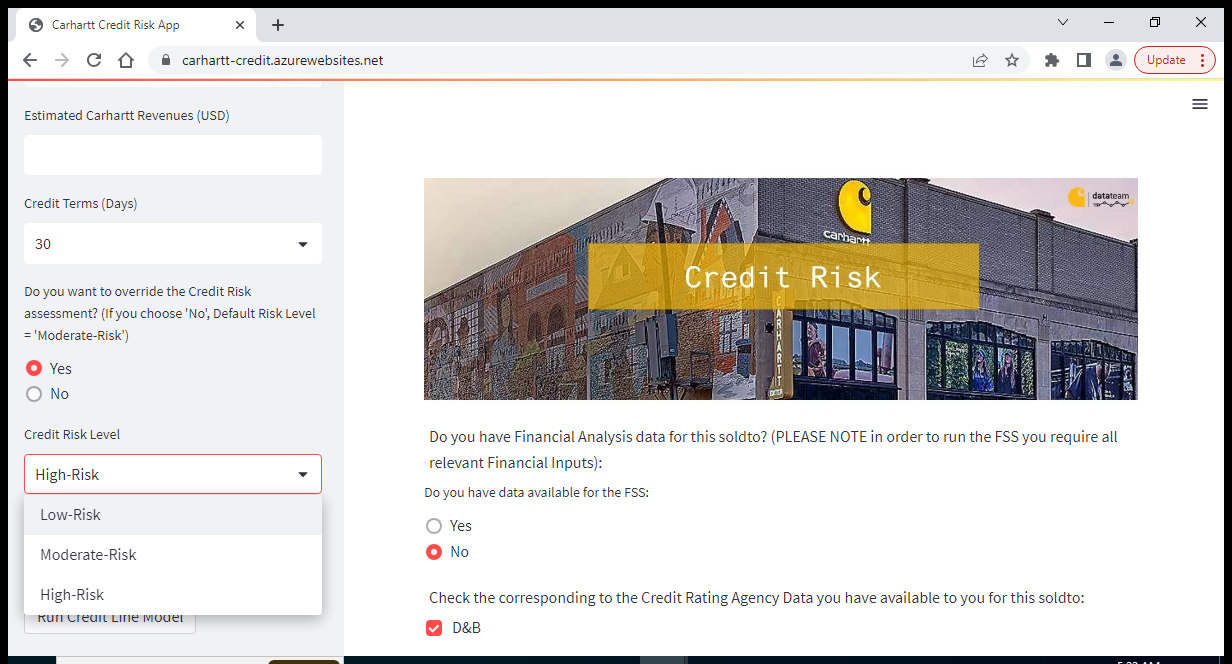 Carhartt Credit Risk App
carhartt-credit.azurewebsites.net
Update
Estimated Carhartt Revenues (USD)
Credit Terms (Days)
30
Do you want to override the Credit Risk
assessment? (If you choose 'No', Default Risk Level
= 'Moderate-Risk')
Yes
No
Credit Risk Level
High-Risk
Low-Risk
Moderate-Risk
High-Risk
Run Credit Line Model
datateam
carhartt
Credit Risk
CARHARTT
Do you have Financial Analysis data for this soldto? (PLEASE NOTE in order to run the FSS you require all
relevant Financial Inputs):
Do you have data available for the FSS:
Yes
No
Check the corresponding to the Credit Rating Agency Data you have available to you for this soldto:
D&B